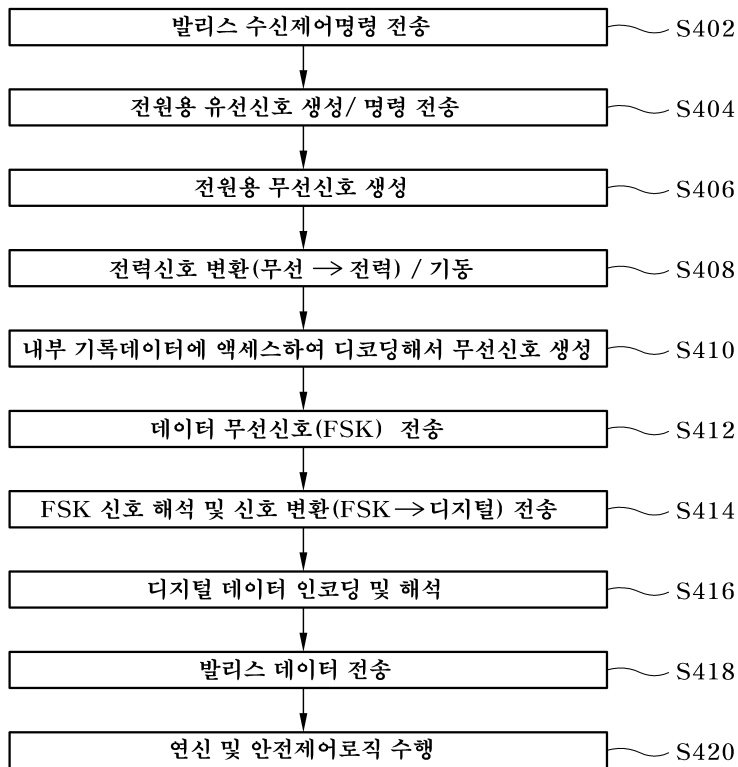 발리스 수신제어명령 전송 S402
전원용 유선신호 생성/ 명령 전송 S404
전원용 무선신호 생성 S406
전력신호 변환(무선 → 전력) / 기동 S408
내부 기록데이터에 액세스하여 디코딩해서 무선신호 생성 S410
데이터 무선신호(FSK) 전송 S412
FSK 신호 해석 및 신호 변환(FSK→디지털) 전송 S414
디지털 데이터 인코딩 및 해석 S416
발리스 데이터 전송 S418
연신 및 안전제어로직 수행 S420